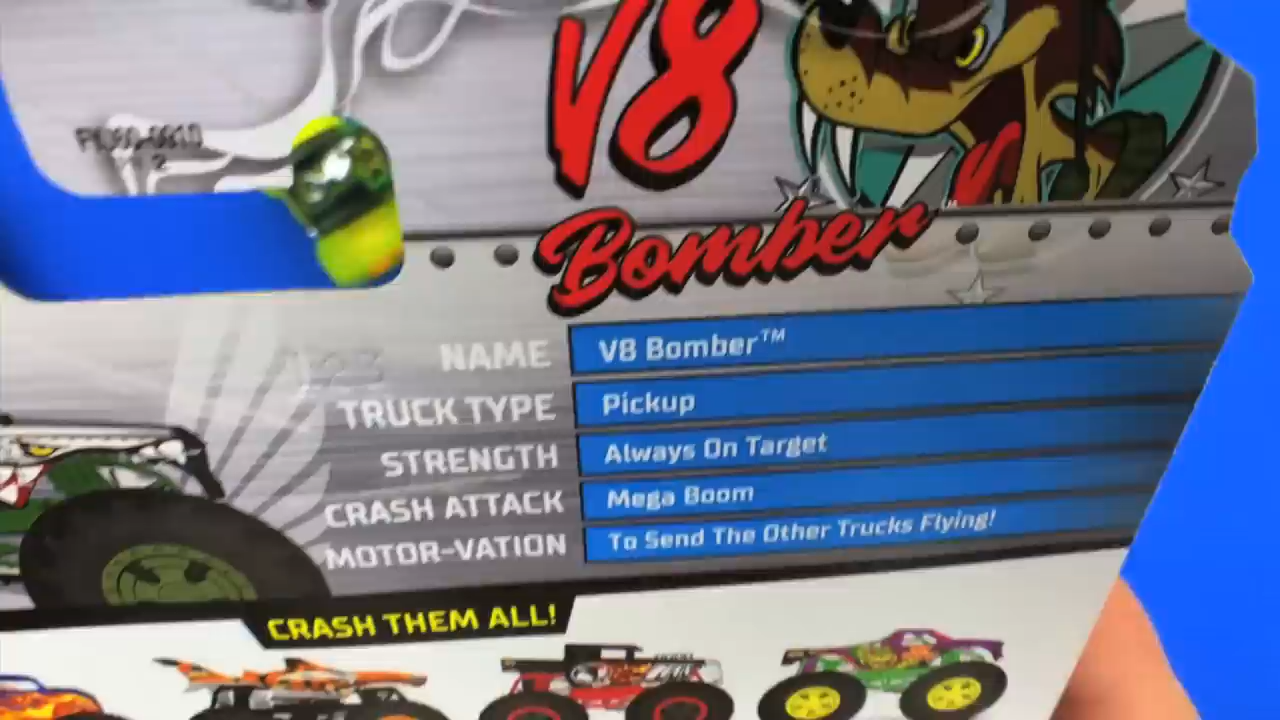 V8
Bomber™
NAME V8 Bomber™
TRUCK TYPE Pickup
STRENGTH Always On Target
CRASH ATTACK Mega Boom
MOTOR-VATION To Send The Other Trucks Flying!
CRASH THEM ALL!